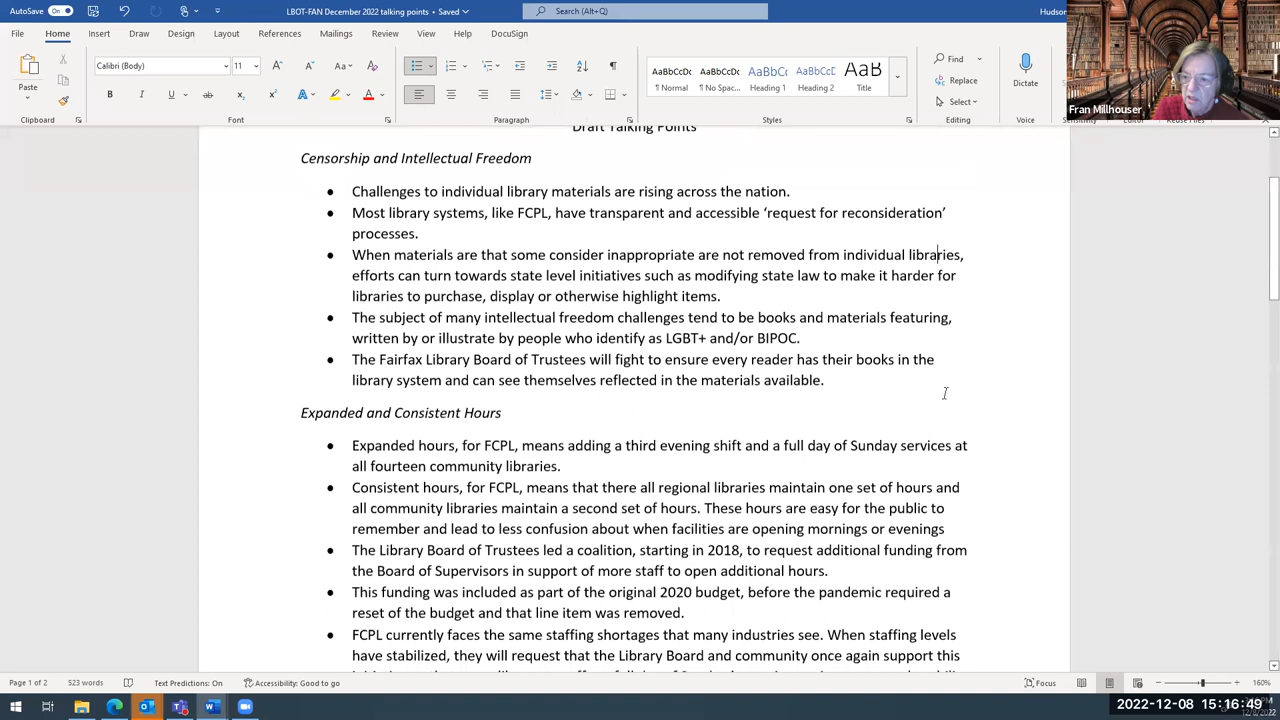 AutoSave On LBOT-FAN December 2022 talking points • Saved Search (Alt+Q) Hudson
File Home Insert Draw Design Layout References Mailings Review View Help DocuSign
Calibri (Body) 11 Aa AaBbCcDc AaBbCcDc AaBbCc AaBbCcD AaB Find
Paste ¶ Normal ¶ No Spac... Heading 1 Heading 2 Title Replace Dictate
B I U A A Select
Fran Millhouser
Clipboard Font Paragraph Styles Editing
Draft Talking Points
Censorship and Intellectual Freedom
• Challenges to individual library materials are rising across the nation.
• Most library systems, like FCPL, have transparent and accessible ‘request for reconsideration’
processes.
• When materials are that some consider inappropriate are not removed from individual libraries,
efforts can turn towards state level initiatives such as modifying state law to make it harder for
libraries to purchase, display or otherwise highlight items.
• The subject of many intellectual freedom challenges tend to be books and materials featuring,
written by or illustrate by people who identify as LGBT+ and/or BIPOC.
• The Fairfax Library Board of Trustees will fight to ensure every reader has their books in the
library system and can see themselves reflected in the materials available.
Expanded and Consistent Hours
• Expanded hours, for FCPL, means adding a third evening shift and a full day of Sunday services at
all fourteen community libraries.
• Consistent hours, for FCPL, means that there all regional libraries maintain one set of hours and
all community libraries maintain a second set of hours. These hours are easy for the public to
remember and lead to less confusion about when facilities are opening mornings or evenings
• The Library Board of Trustees led a coalition, starting in 2018, to request additional funding from
the Board of Supervisors in support of more staff to open additional hours.
• This funding was included as part of the original 2020 budget, before the pandemic required a
reset of the budget and that line item was removed.
• FCPL currently faces the same staffing shortages that many industries see. When staffing levels
have stabilized, they will request that the Library Board and community once again support this
Page 1 of 2 523 words Text Predictions: On Accessibility: Good to go Focus 160%
2022-12-08 15:16:49